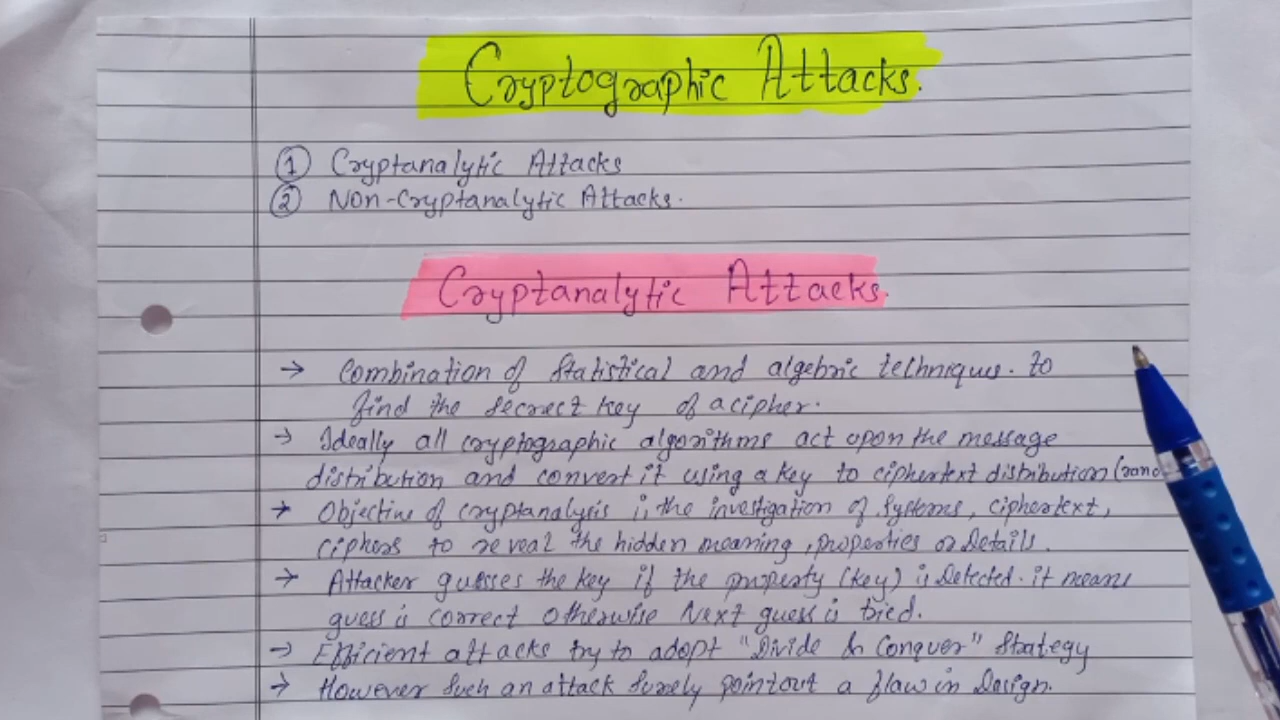 Cryptographic Attacks.
① Cryptanalytic Attacks
② Non-Cryptanalytic Attacks.
Cryptanalytic Attacks.
→ Combination of Statistical and algebric techniques. to
find the secrect key of a cipher.
→ Ideally all cryptographic algorithms act upon the message
distribution and convert it using a key to ciphertext distribution (rand
→ Objective of cryptanalysis is the investigation of Systems, ciphertext,
ciphers to reveal the hidden meaning, properties or Details.
→ Attacker guesses the key if the property (key) is Detected. it means
guess is correct otherwise Next guess is tried.
→ Efficient attacks try to adopt "Divide & Conquer" Strategy
→ However Such an attack Surely pointout a flaw in Design.